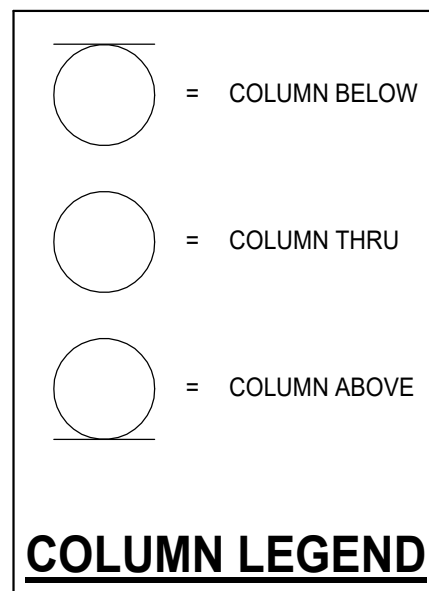 = COLUMN BELOW
= COLUMN THRU
= COLUMN ABOVE
COLUMN LEGEND